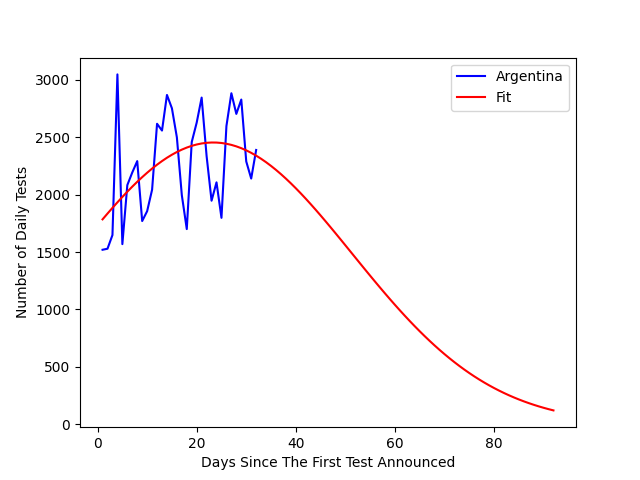 Argentina
Fit
3000
2500
2000
1500
1000
500
0
Number of Daily Tests
0 20 40 60 80
Days Since The First Test Announced